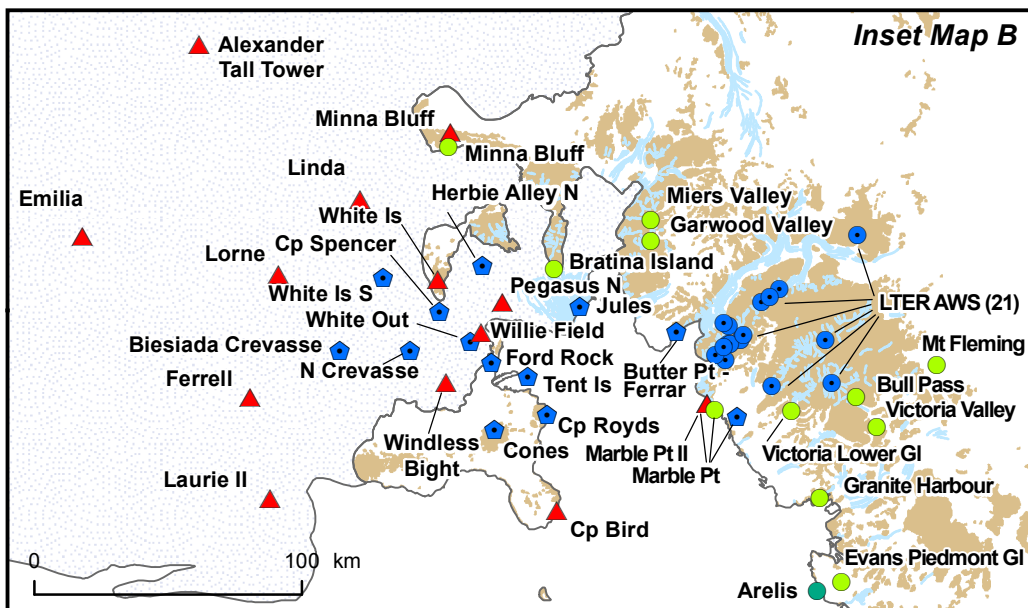 Inset Map B
Alexander
Tall Tower
Minna Bluff
Minna Bluff
Linda
Herbie Alley N
Miers Valley
Emilia
White Is
Garwood Valley
Cp Spencer
Lorne
Bratina Island
White Is S
Pegasus N.
Jules
LTER AWS (21)
White Out
Willie Field
Biesiada Crevasse
Mt Fleming
N Crevasse
Ford Rock
Butter Pt -
Ferrar
Ferrell
Tent Is
Bull Pass
Victoria Valley
Cp Royds
Windless
Bight
Cones
Marble Pt II
Marble Pt
Victoria Lower Gl
Laurie II
Granite Harbour
Cp Bird
0 100 km
Evans Piedmont Gl
Arelis